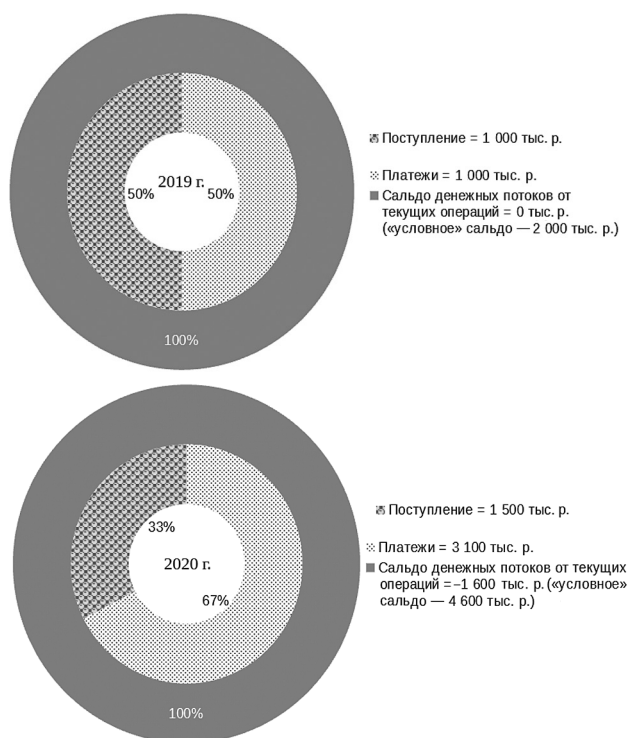 Поступление = 1 000 тыс. р.
2019 г.
50%
50%
Платежи = 1 000 тыс. р.
Сальдо денежных потоков от
текущих операций = 0 тыс. р.
(«условное» сальдо — 2 000 тыс. р.)
100%
Поступление = 1 500 тыс. р.
33%
2020 г.
67%
Платежи = 3 100 тыс. р.
Сальдо денежных потоков от текущих
операций = –1 600 тыс. р. («условное»
сальдо — 4 600 тыс. р.)
100%